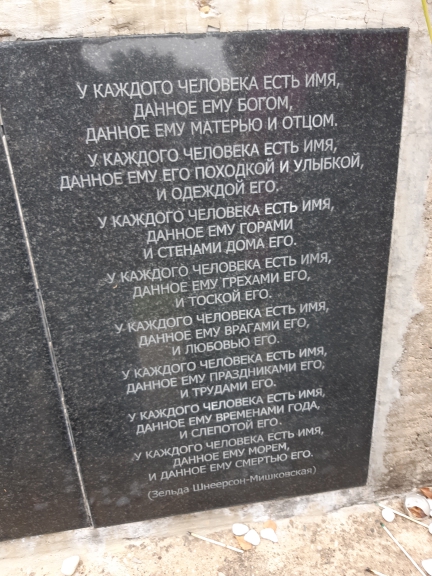 У КАЖДОГО ЧЕЛОВЕКА ЕСТЬ ИМЯ,
ДАННОЕ ЕМУ БОГОМ,
ДАННОЕ ЕМУ МАТЕРЬЮ И ОТЦОМ.
У КАЖДОГО ЧЕЛОВЕКА ЕСТЬ ИМЯ,
ДАННОЕ ЕМУ ЕГО ПОХОДКОЙ И УЛЫБКОЙ,
И ОДЕЖДОЙ ЕГО.
У КАЖДОГО ЧЕЛОВЕКА ЕСТЬ ИМЯ,
ДАННОЕ ЕМУ ГОРАМИ
И СТЕНАМИ ДОМА ЕГО.
У КАЖДОГО ЧЕЛОВЕКА ЕСТЬ ИМЯ,
ДАННОЕ ЕМУ ГРЕХАМИ ЕГО,
И ТОСКОЙ ЕГО.
У КАЖДОГО ЧЕЛОВЕКА ЕСТЬ ИМЯ,
ДАННОЕ ЕМУ ВРАГАМИ ЕГО,
И ЛЮБОВЬЮ ЕГО.
У КАЖДОГО ЧЕЛОВЕКА ЕСТЬ ИМЯ,
ДАННОЕ ЕМУ ПРАЗДНИКАМИ ЕГО,
И ТРУДАМИ ЕГО.
У КАЖДОГО ЧЕЛОВЕКА ЕСТЬ ИМЯ,
ДАННОЕ ЕМУ ВРЕМЕНАМИ ГОДА,
И СЛЕПОТОЙ ЕГО.
У КАЖДОГО ЧЕЛОВЕКА ЕСТЬ ИМЯ,
ДАННОЕ ЕМУ МОРЕМ,
И ДАННОЕ ЕМУ СМЕРТЬЮ ЕГО.
(Зельда Шнеерсон-Мишковская)